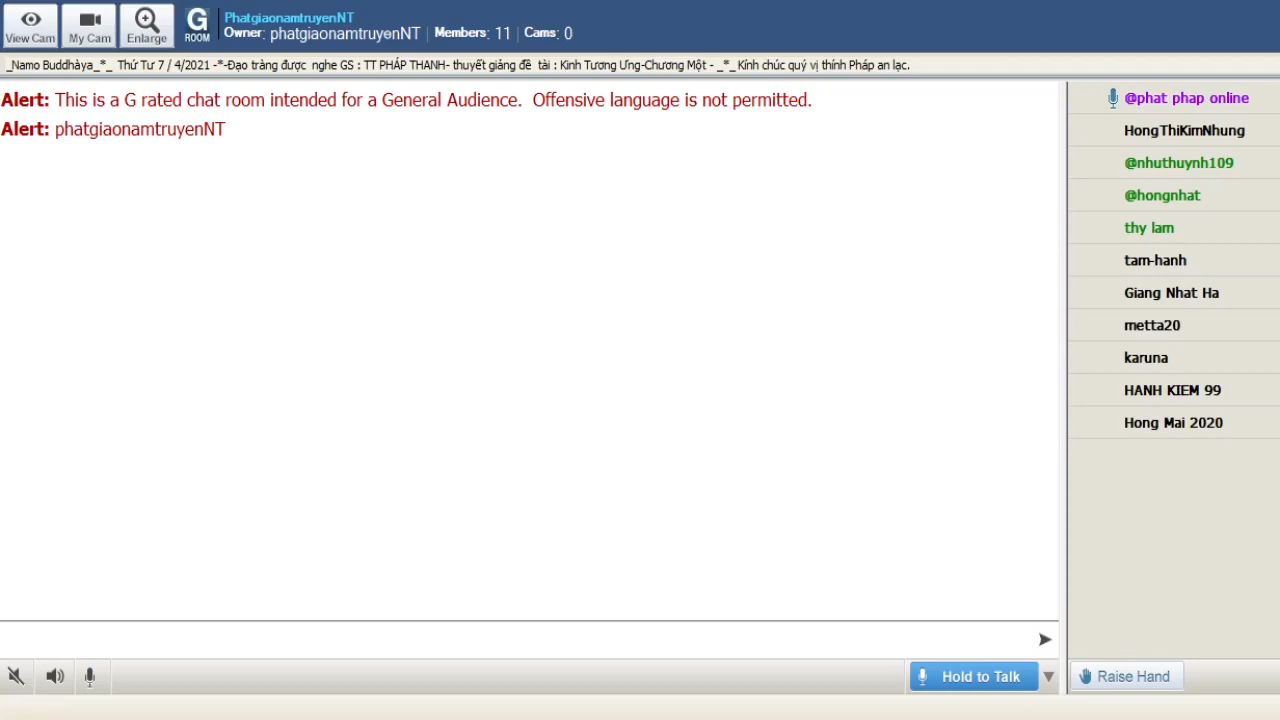 View Cam
My Cam
Enlarge
G
ROOM
PhatgiaonamtruyenNT
Owner: phatgiaonamtruyenNT | Members: 11 | Cams: 0
_Namo Buddhàya_*_ Thứ Tư 7 / 4/2021 -*-Đạo tràng được nghe GS : TT PHÁP THANH- thuyết giảng đề tài : Kinh Tương Ưng-Chương Một - _*_ Kính chúc quý vị thính Pháp an lạc.
Alert: This is a G rated chat room intended for a General Audience. Offensive language is not permitted.
Alert: phatgiaonamtruyenNT
@phat phap online
HongThiKimNhung
@nhuthuynh109
@hongnhat
thy lam
tam-hanh
Giang Nhat Ha
metta20
karuna
HANH KIEM 99
Hong Mai 2020
Hold to Talk
Raise Hand